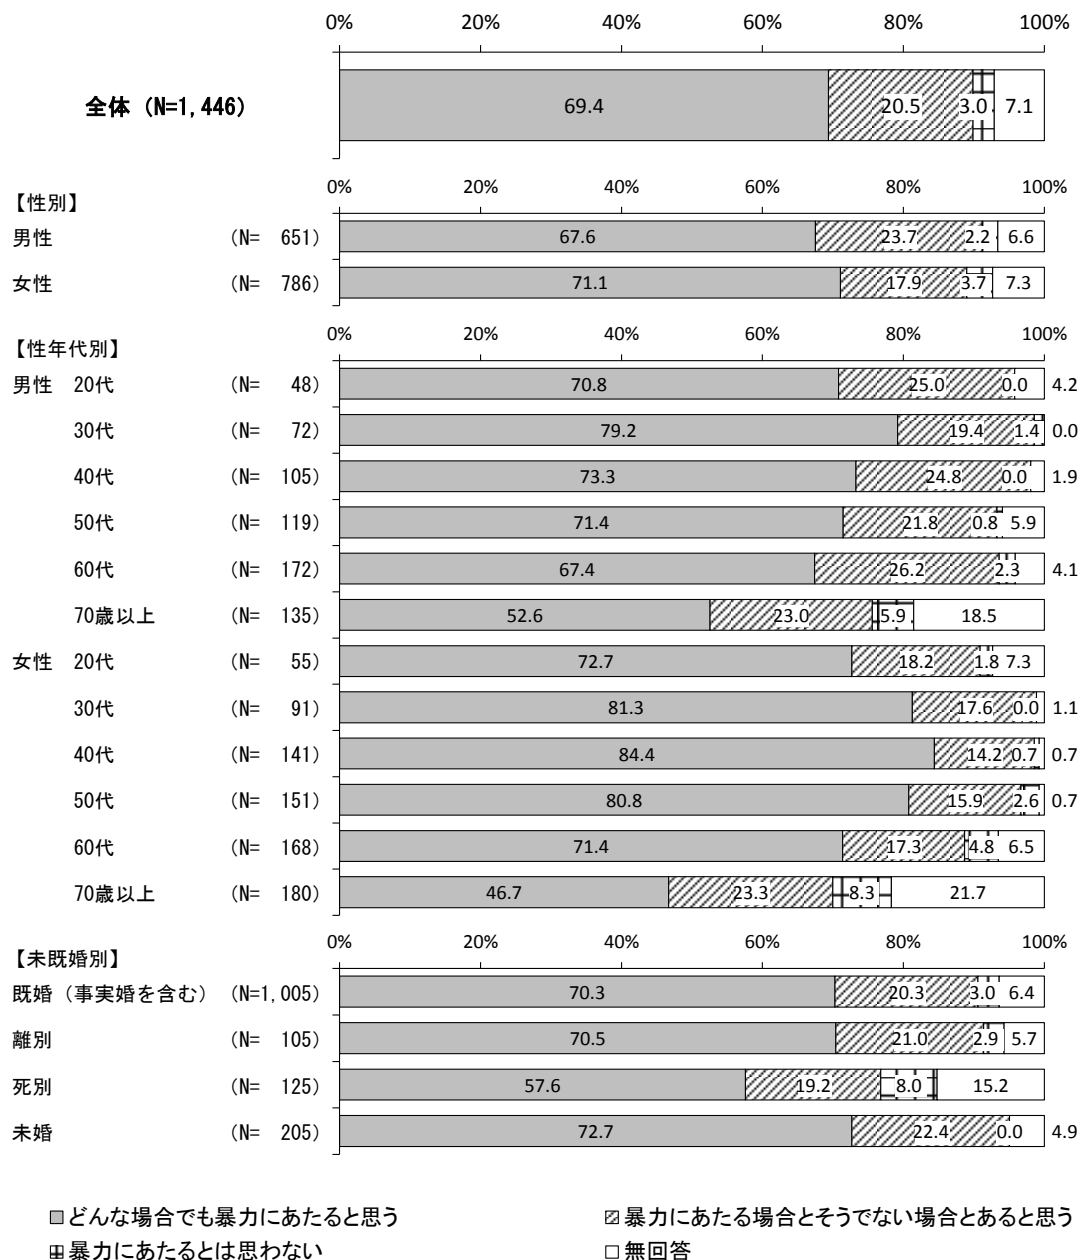 0% 20% 40% 60% 80% 100%
全体（N=1,446） 69.4 20.5 3.0 7.1
0% 20% 40% 60% 80% 100%
【性別】
男性 （N= 651） 67.6 23.7 2.2 6.6
女性 （N= 786） 71.1 17.9 3.7 7.3
0% 20% 40% 60% 80% 100%
【性年代別】
男性 20代 （N= 48） 70.8 25.0 0.0 4.2
30代 （N= 72） 79.2 19.4 1.4 0.0
40代 （N= 105） 73.3 24.8 0.0 1.9
50代 （N= 119） 71.4 21.8 0.8 5.9
60代 （N= 172） 67.4 26.2 2.3 4.1
70歳以上 （N= 135） 52.6 23.0 5.9 18.5
女性 20代 （N= 55） 72.7 18.2 1.8 7.3
30代 （N= 91） 81.3 17.6 0.0 1.1
40代 （N= 141） 84.4 14.2 0.7 0.7
50代 （N= 151） 80.8 15.9 2.6 0.7
60代 （N= 168） 71.4 17.3 4.8 6.5
70歳以上 （N= 180） 46.7 23.3 8.3 21.7
0% 20% 40% 60% 80% 100%
【未既婚別】
既婚（事実婚を含む） （N=1,005） 70.3 20.3 3.0 6.4
離別 （N= 105） 70.5 21.0 2.9 5.7
死別 （N= 125） 57.6 19.2 8.0 15.2
未婚 （N= 205） 72.7 22.4 0.0 4.9
どんな場合でも暴力にあたると思う 暴力にあたる場合とそうでない場合とあると思う
暴力にあたるとは思わない 無回答